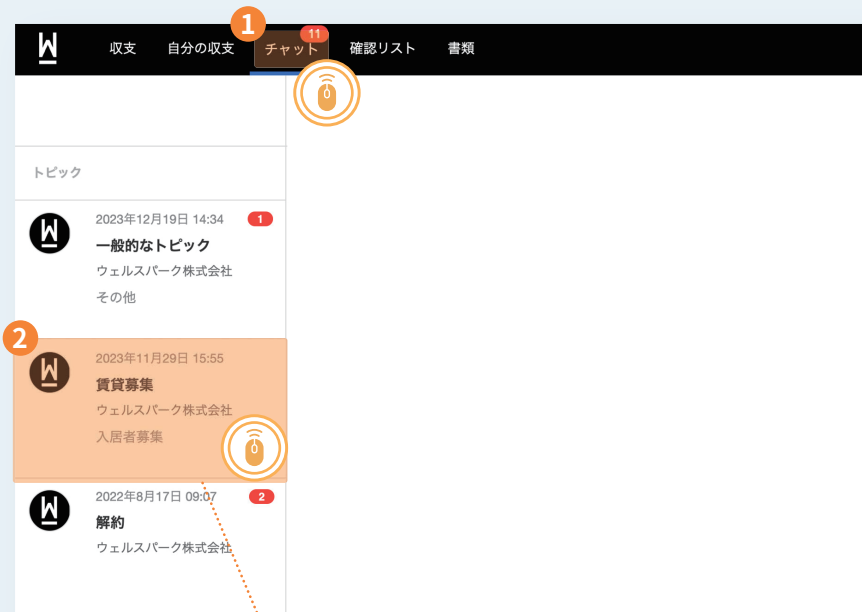 1
11
収支 自分の収支 チャット 確認リスト 書類
トピック
2023年12月19日 14:34 1
一般的なトピック
ウェルスパーク株式会社
その他
2
2023年11月29日 15:55
賃貸募集
ウェルスパーク株式会社
入居者募集
2022年8月17日 09:07 2
解約
ウェルスパーク株式会社